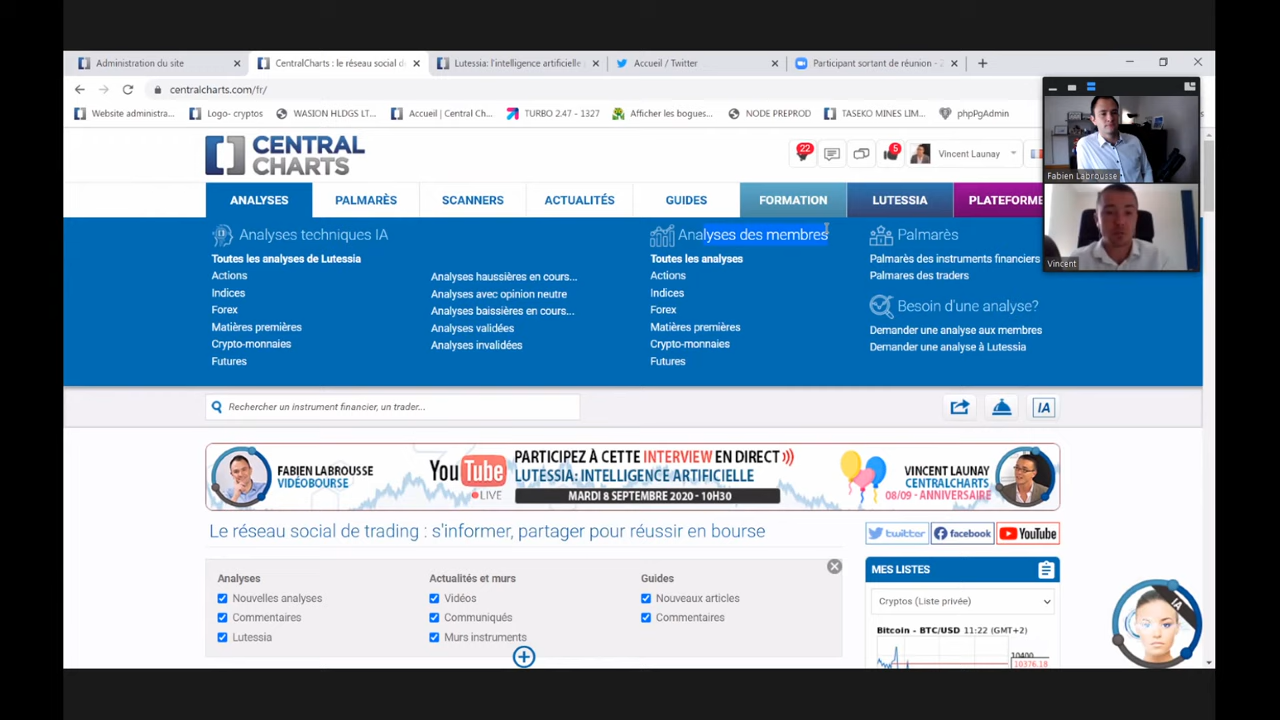 Administration du site
CentralCharts : le réseau social d
Lutessia: l'intelligence artificielle
Accueil / Twitter
Participant sortant de réunion - Z
centralcharts.com/fr/
Website administra...
Logo- cryptos
WASION HLDGS LT...
Accueil | Central Ch...
TURBO 2.47 - 1327
Afficher les bogues...
NODE PREPROD
TASEKO MINES LIM...
phpPgAdmin
CENTRAL
CHARTS
22
5
Vincent Launay
Fabien Labrousse
Vincent
ANALYSES
PALMARÈS
SCANNERS
ACTUALITÉS
GUIDES
FORMATION
LUTESSIA
PLATEFORME
Analyses techniques IA
Toutes les analyses de Lutessia
Actions
Indices
Forex
Matières premières
Crypto-monnaies
Futures
Analyses haussières en cours...
Analyses avec opinion neutre
Analyses baissières en cours...
Analyses validées
Analyses invalidées
Analyses des membres
Toutes les analyses
Actions
Indices
Forex
Matières premières
Crypto-monnaies
Futures
Palmarès
Palmarès des instruments financiers
Palmares des traders
Besoin d'une analyse?
Demander une analyse aux membres
Demander une analyse à Lutessia
Rechercher un instrument financier, un trader...
IA
FABIEN LABROUSSE
VIDÉOBOURSE
YouTube
LIVE
PARTICIPEZ À CETTE INTERVIEW EN DIRECT
LUTESSIA: INTELLIGENCE ARTIFICIELLE
MARDI 8 SEPTEMBRE 2020 - 10H30
VINCENT LAUNAY
CENTRALCHARTS
08/09 - ANNIVERSAIRE
Le réseau social de trading : s'informer, partager pour réussir en bourse
twitter
facebook
YouTube
Analyses
Nouvelles analyses
Commentaires
Lutessia
Actualités et murs
Vidéos
Communiqués
Murs instruments
Guides
Nouveaux articles
Commentaires
MES LISTES
Cryptos (Liste privée)
Bitcoin - BTC/USD 11:22 (GMT+2)
10400
10376.18
IA